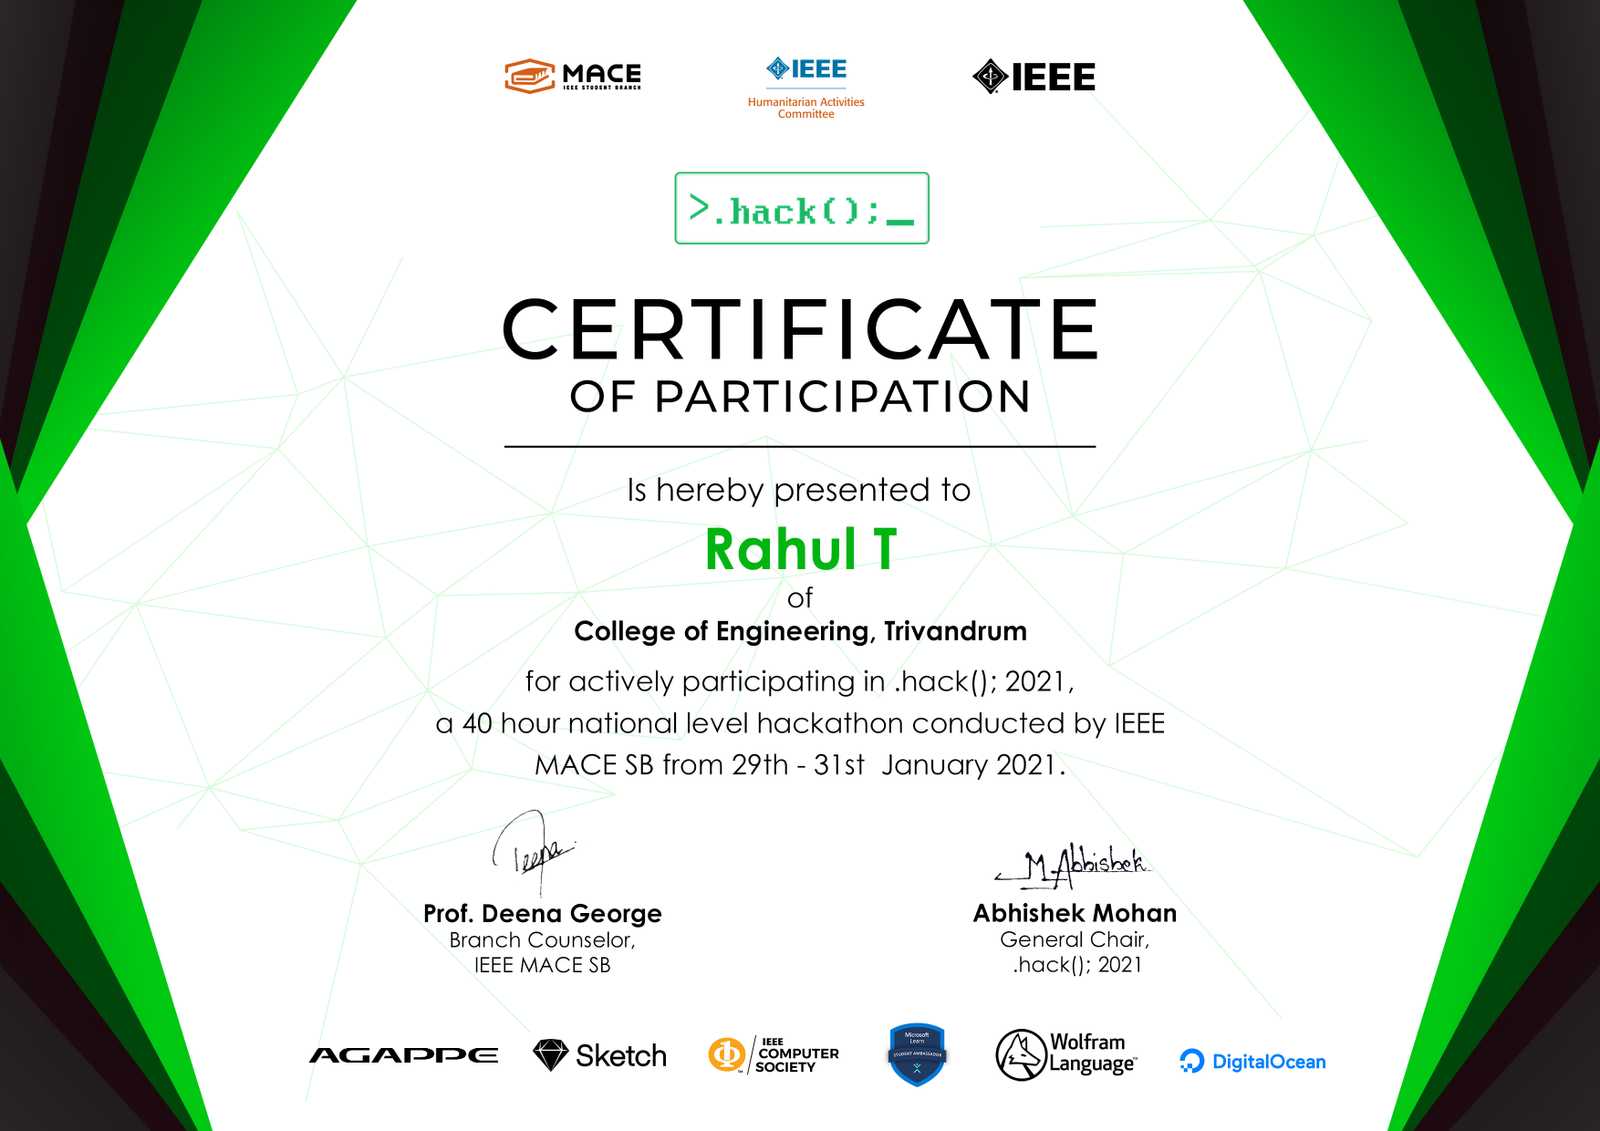 MACE
IEEE STUDENT BRANCH
IEEE
Humanitarian Activities
Committee
IEEE
>.hack();_
CERTIFICATE
OF PARTICIPATION
Is hereby presented to
Rahul T
of
College of Engineering, Trivandrum
for actively participating in .hack(); 2021,
a 40 hour national level hackathon conducted by IEEE
MACE SB from 29th - 31st January 2021.
Deena
M Abhishek
Prof. Deena George
Branch Counselor,
IEEE MACE SB
Abhishek Mohan
General Chair,
.hack(); 2021
AGAPPE
Sketch
IEEE
COMPUTER
SOCIETY
TM
Microsoft
Learn
STUDENT AMBASSADOR
Wolfram
Language™
DigitalOcean